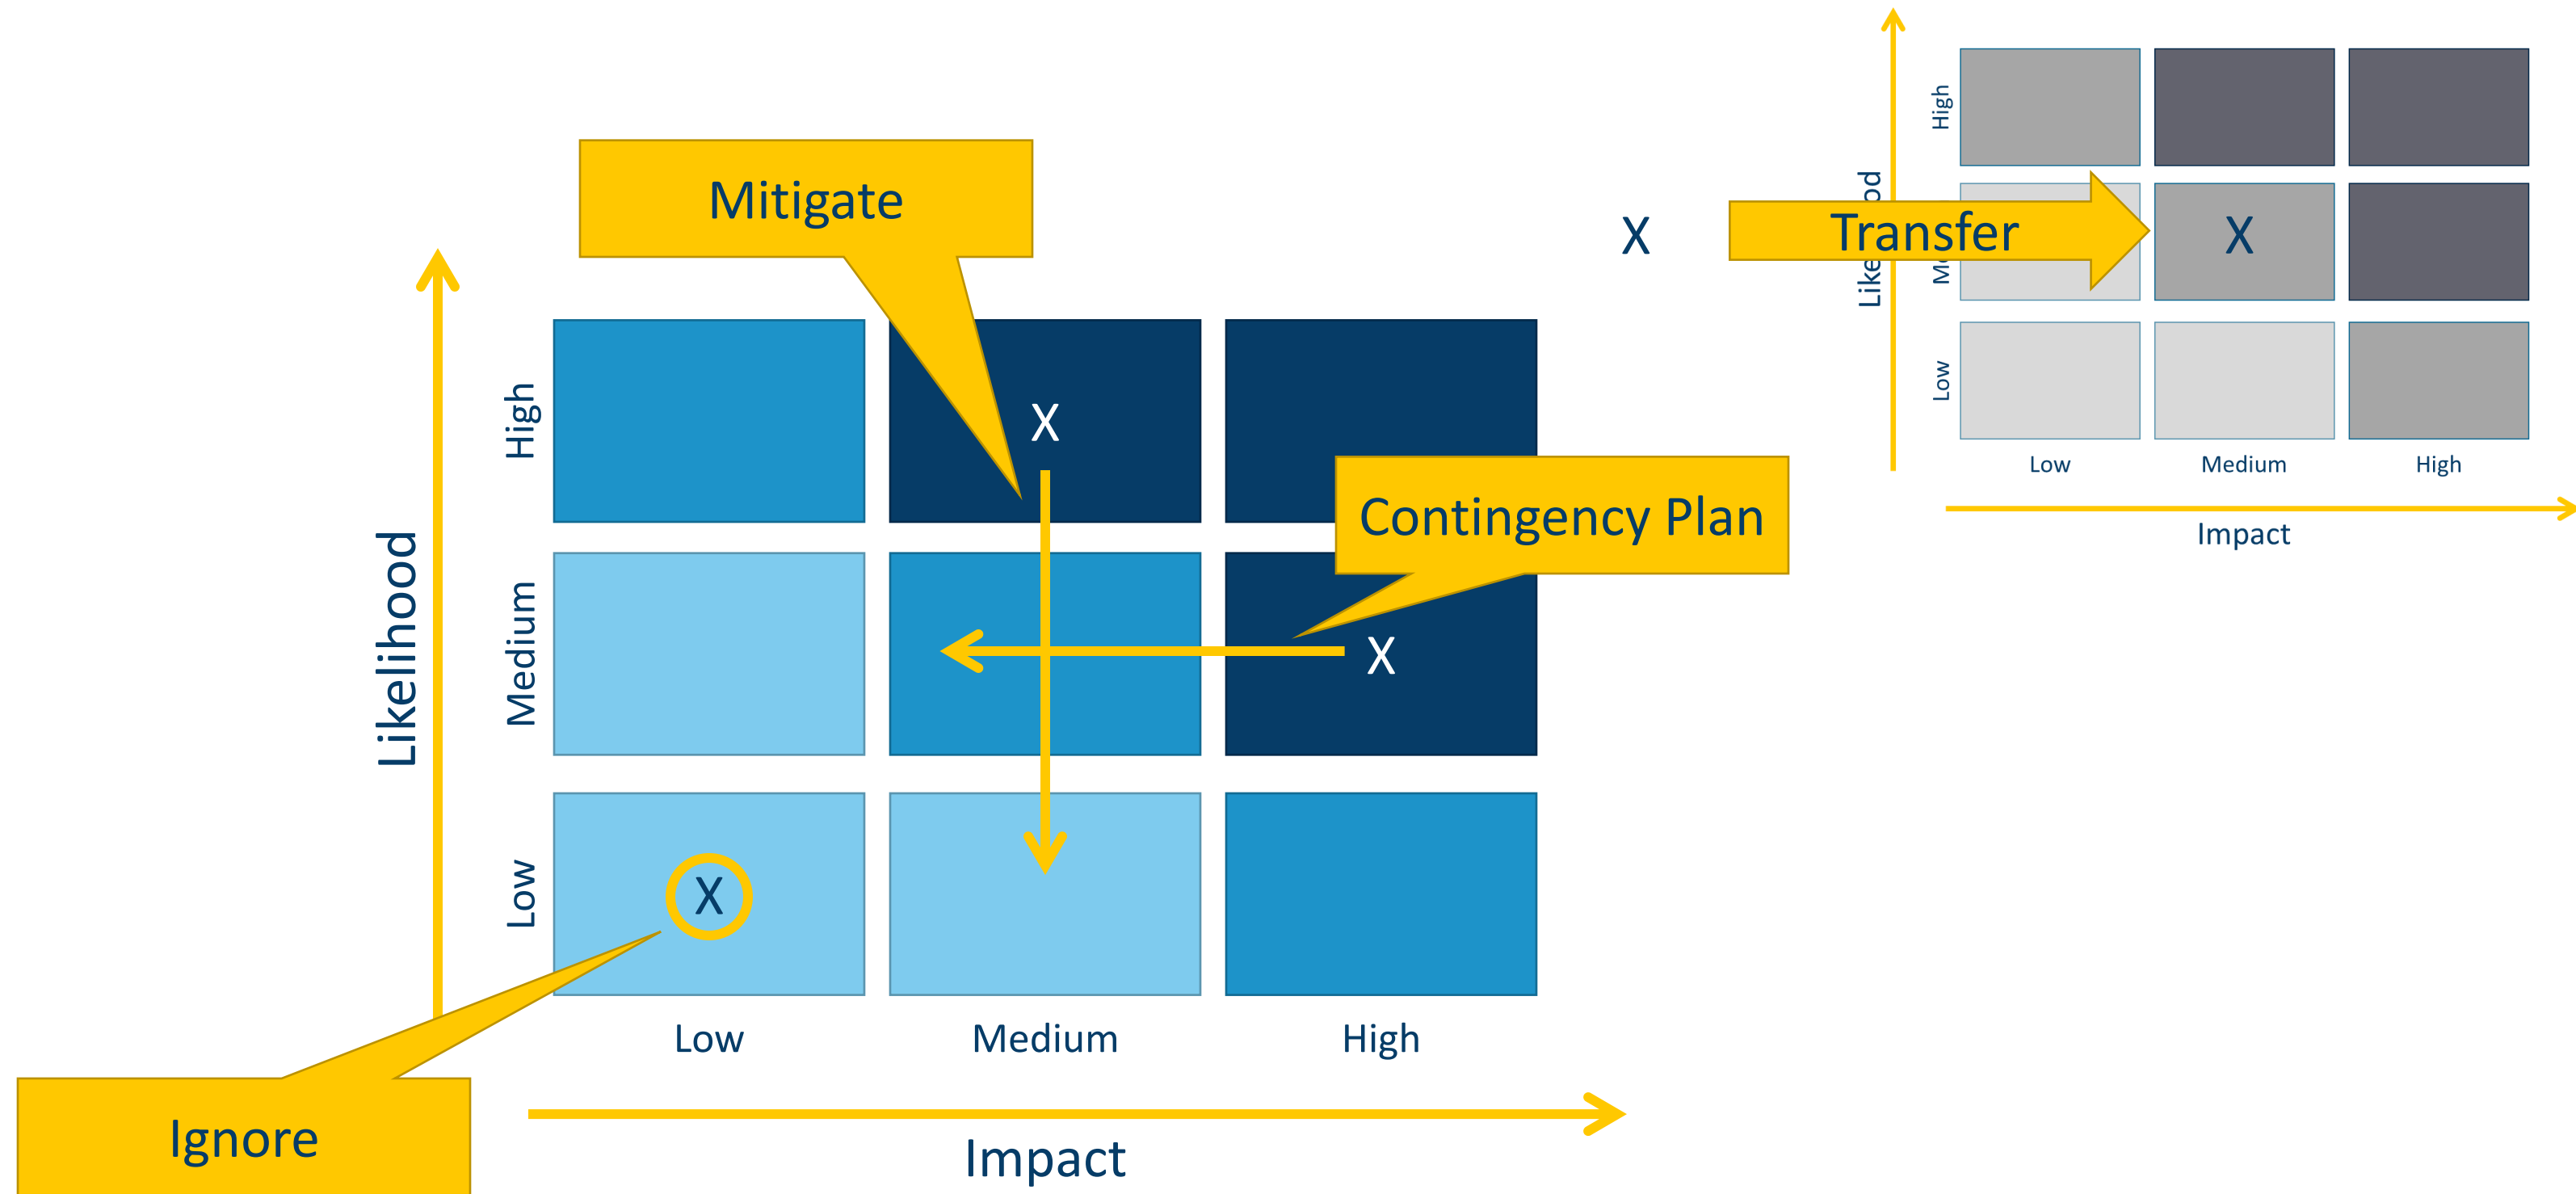 Mitigate
X
Transfer
X
High
Low
Low
Medium
High
Impact
Likelihood
High
Medium
Low
X
Contingency Plan
X
X
Low
Medium
High
Impact
Ignore